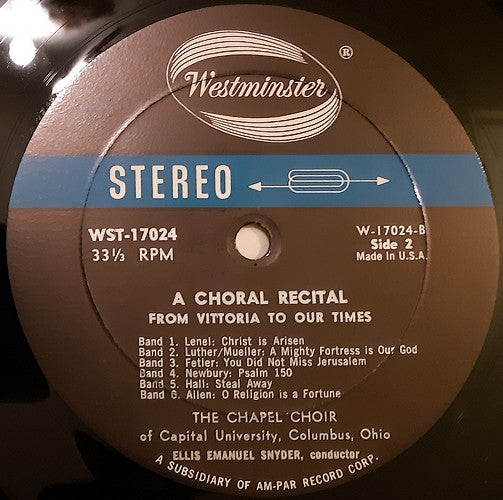 Westminster ®
STEREO
WST-17024
33⅓ RPM
W-17024-B
Side 2
Made in U.S.A.
A CHORAL RECITAL
FROM VITTORIA TO OUR TIMES
Band 1. Lenel: Christ is Arisen
Band 2. Luther/Mueller: A Mighty Fortress is Our God
Band 3. Fetler: You Did Not Miss Jerusalem
Band 4. Newbury: Psalm 150
Band 5. Hall: Steal Away
Band 6. Allen: O Religion is a Fortune
THE CHAPEL CHOIR
of Capital University, Columbus, Ohio
ELLIS EMANUEL SNYDER, conductor
A SUBSIDIARY OF AM-PAR RECORD CORP.